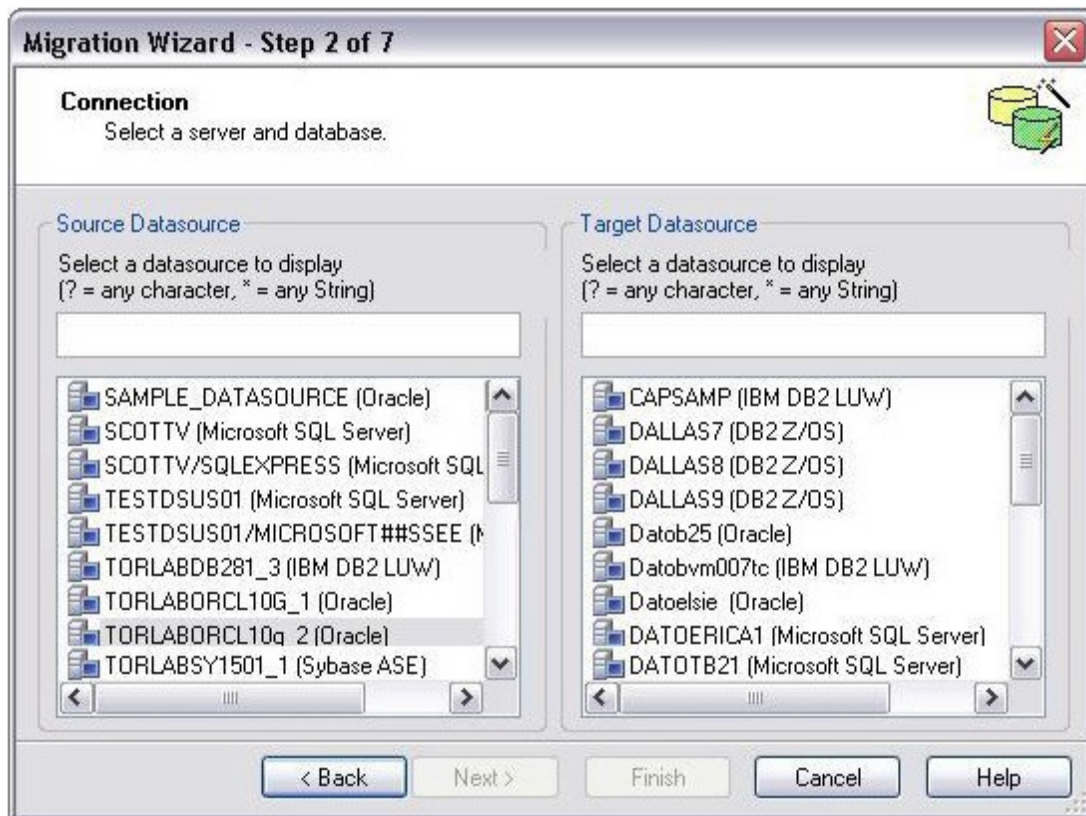 Migration Wizard - Step 2 of 7
Connection
Select a server and database.
Source Datasource
Select a datasource to display
(? = any character, * = any String)
SAMPLE_DATASOURCE (Oracle)
SCOTTV (Microsoft SQL Server)
SCOTTV/SQLEXPRESS (Microsoft SQL
TESTDSUS01 (Microsoft SQL Server)
TESTDSUS01/MICROSOFT##SSEE (M
TORLABDB281_3 (IBM DB2 LUW)
TORLABORCL10G_1 (Oracle)
TORLABORCL10g_2 (Oracle)
TORLABSY1501_1 (Sybase ASE)
Target Datasource
Select a datasource to display
(? = any character, * = any String)
CAPSAMP (IBM DB2 LUW)
DALLAS7 (DB2 Z/OS)
DALLAS8 (DB2 Z/OS)
DALLAS9 (DB2 Z/OS)
Datob25 (Oracle)
Datobvm007tc (IBM DB2 LUW)
Datoelsie (Oracle)
DATOERICA1 (Microsoft SQL Server)
DATOTB21 (Microsoft SQL Server)
< Back
Next >
Finish
Cancel
Help